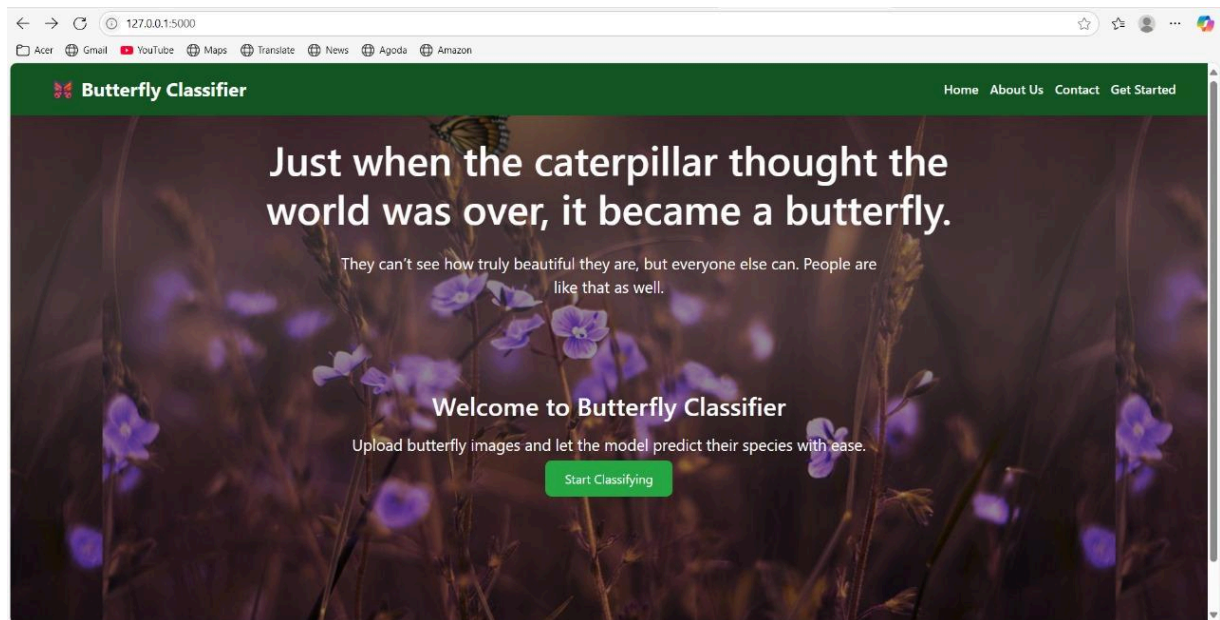 127.0.0.1:5000
Acer Gmail YouTube Maps Translate News Agoda Amazon
Butterfly Classifier Home About Us Contact Get Started
Just when the caterpillar thought the
world was over, it became a butterfly.
They can't see how truly beautiful they are, but everyone else can. People are
like that as well.
Welcome to Butterfly Classifier
Upload butterfly images and let the model predict their species with ease.
Start Classifying